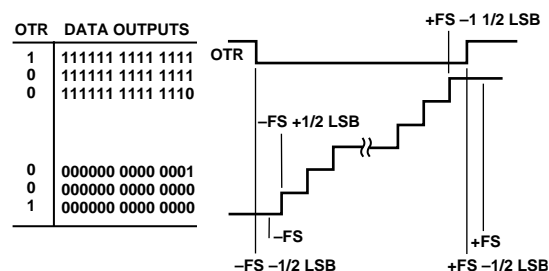 OTR DATA OUTPUTS
1 111111 1111 1111
0 111111 1111 1111
0 111111 1111 1110
0 000000 0000 0001
0 000000 0000 0000
1 000000 0000 0000
+FS –1 1/2 LSB
OTR
–FS +1/2 LSB
–FS
+FS
–FS –1/2 LSB
+FS –1/2 LSB